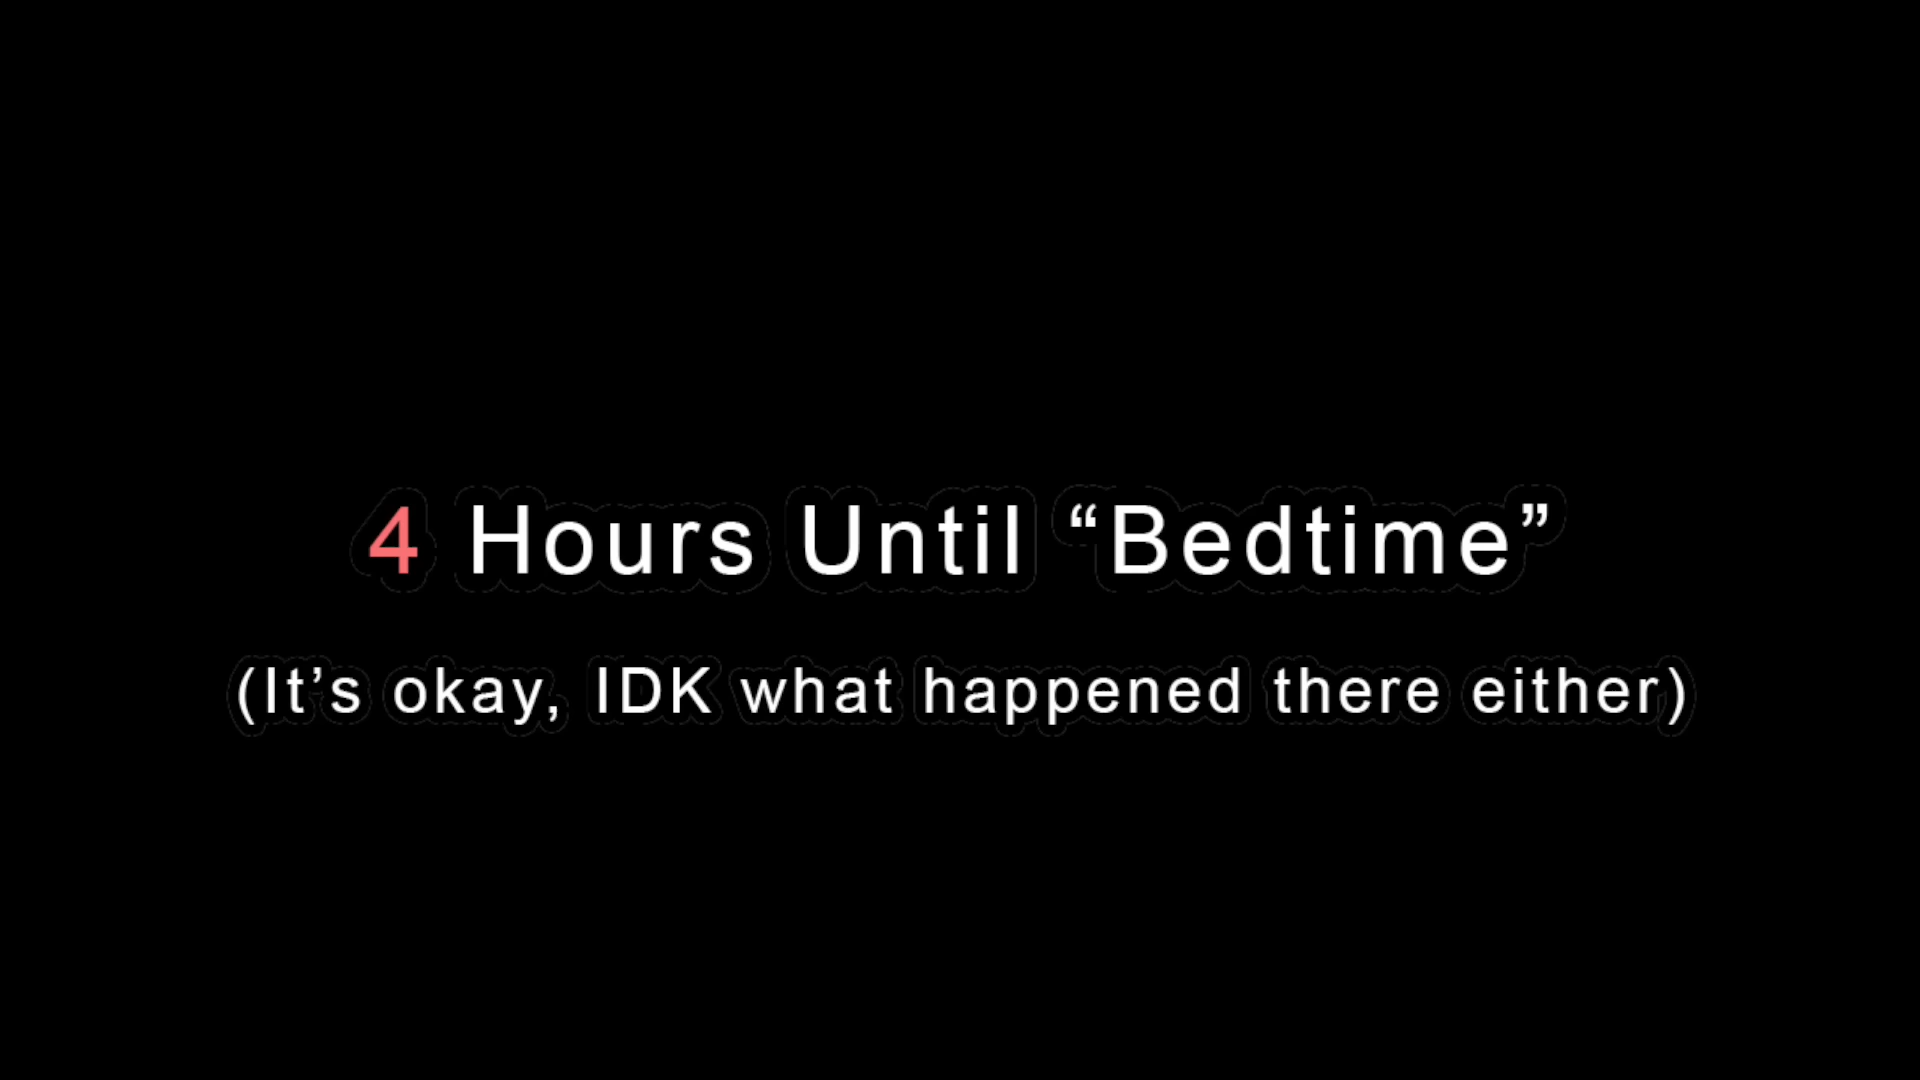 4 Hours Until “Bedtime”
(It’s okay, IDK what happened there either)